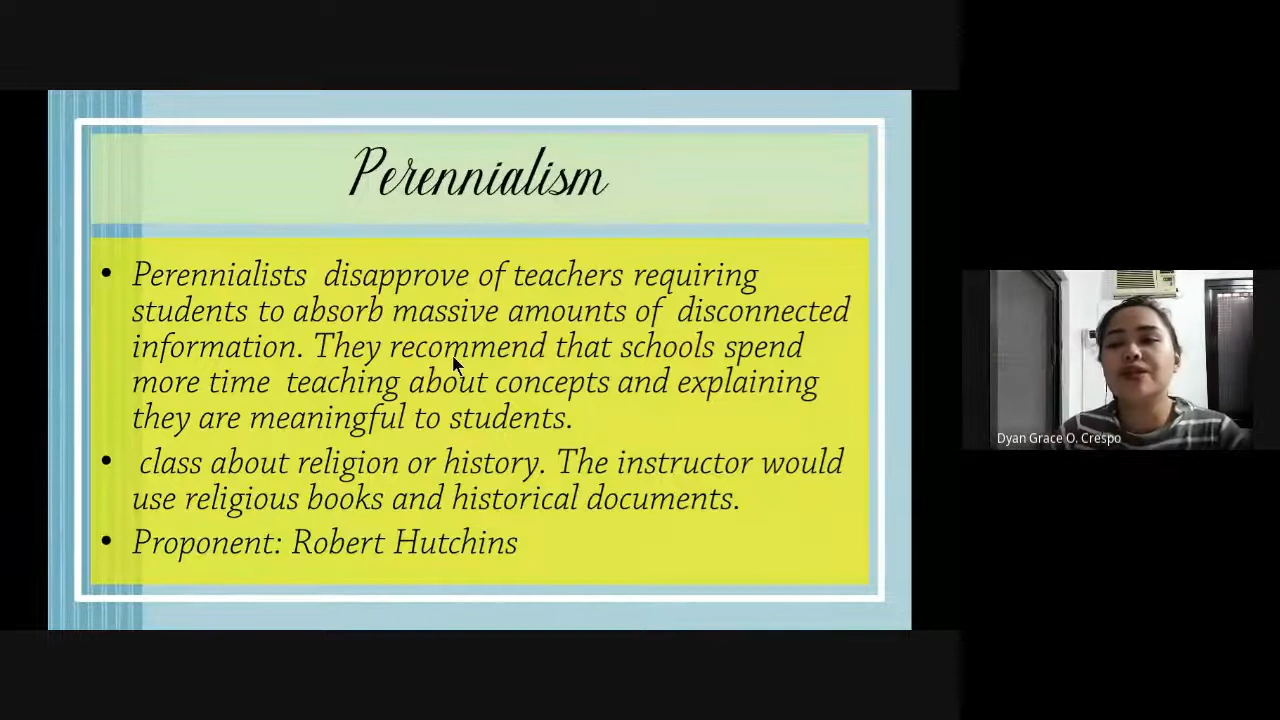 Perennialism
• Perennialists disapprove of teachers requiring
students to absorb massive amounts of disconnected
information. They recommend that schools spend
more time teaching about concepts and explaining
they are meaningful to students.
• class about religion or history. The instructor would
use religious books and historical documents.
• Proponent: Robert Hutchins
Dyan Grace O. Crespo